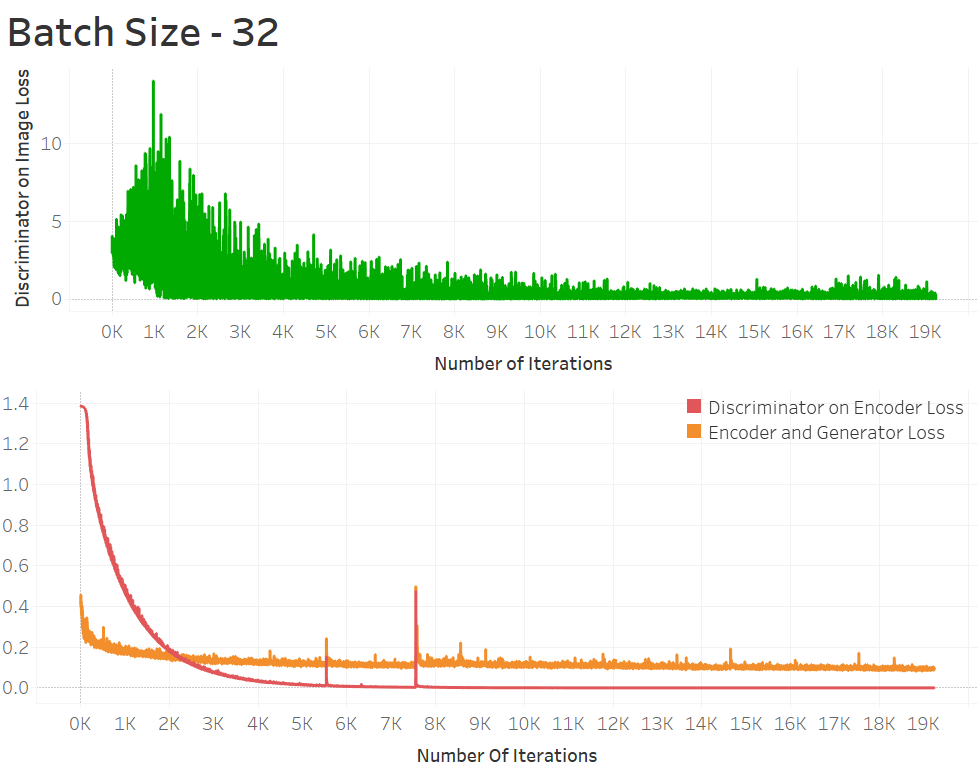 Batch Size - 32
Discriminator on Image Loss
10
5
0
0K 1K 2K 3K 4K 5K 6K 7K 8K 9K 10K 11K 12K 13K 14K 15K 16K 17K 18K 19K
Number of Iterations
Discriminator on Encoder Loss
Encoder and Generator Loss
1.4
1.2
1.0
0.8
0.6
0.4
0.2
0.0
0K 1K 2K 3K 4K 5K 6K 7K 8K 9K 10K 11K 12K 13K 14K 15K 16K 17K 18K 19K
Number Of Iterations